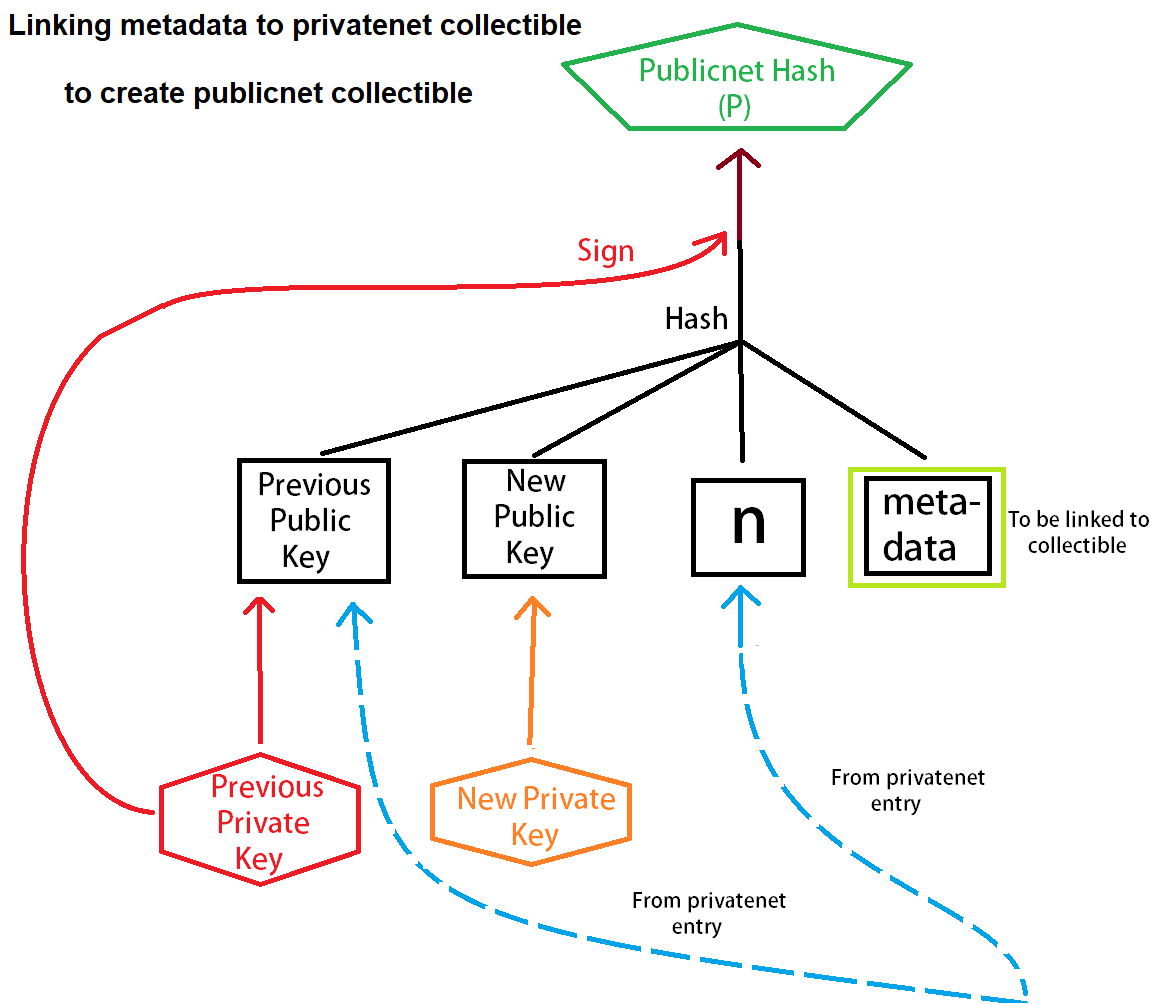 Linking metadata to privatenet collectible
to create publicnet collectible
Publicnet Hash
(P)
Sign
Hash
Previous
Public
Key
New
Public
Key
n
meta-
data
To be linked to
collectible
Previous
Private
Key
New Private
Key
From privatenet
entry
From privatenet
entry